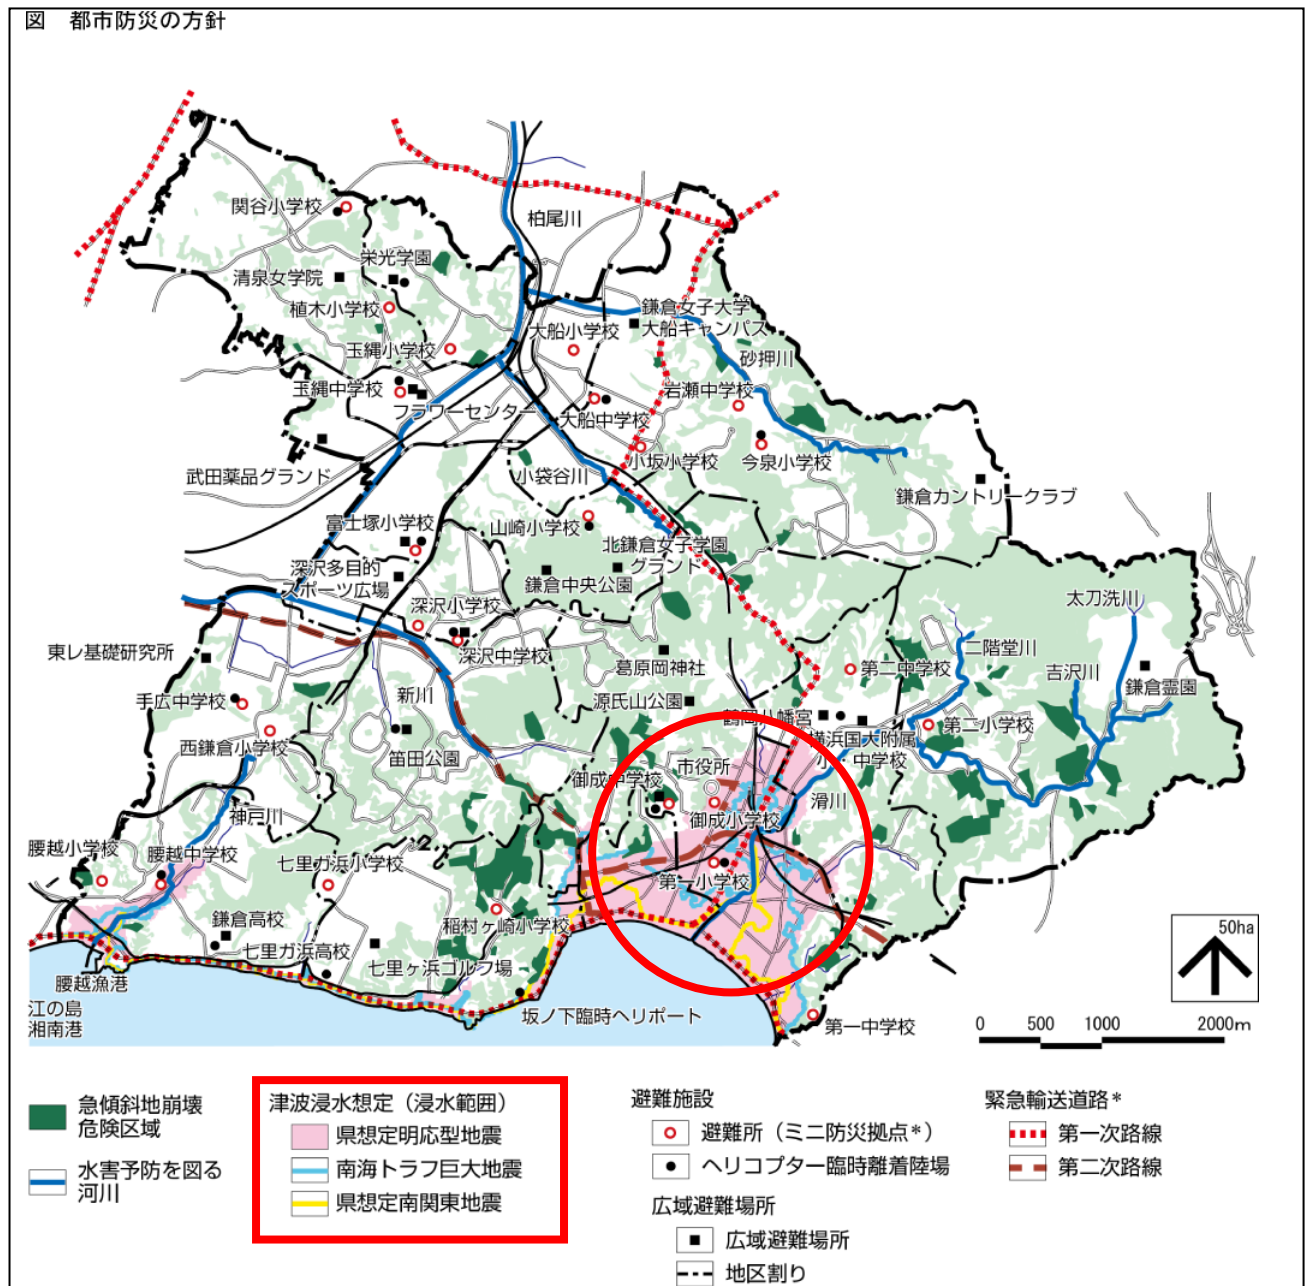 図　都市防災の方針
関谷小学校
柏尾川
栄光学園
清泉女学院
植木小学校
鎌倉女子大学
大船キャンパス
大船小学校
玉縄小学校
砂押川
玉縄中学校
岩瀬中学校
フラワーセンター
大船中学校
小坂小学校
今泉小学校
武田薬品グランド
小袋谷川
鎌倉カントリークラブ
富士塚小学校
山崎小学校
北鎌倉女子学園
グランド
深沢多目的
スポーツ広場
鎌倉中央公園
太刀洗川
深沢小学校
東レ基礎研究所
深沢中学校
葛原岡神社
第二中学校
二階堂川
吉沢川
鎌倉霊園
手広中学校
新川
源氏山公園
鶴岡八幡宮
第二小学校
西鎌倉小学校
笛田公園
横浜国大附属
小・中学校
市役所
御成中学校
滑川
神戸川
御成小学校
腰越小学校
腰越中学校
七里ガ浜小学校
第一小学校
鎌倉高校
稲村ヶ崎小学校
七里ガ浜高校
七里ヶ浜ゴルフ場
腰越漁港
江の島
湘南港
坂ノ下臨時ヘリポート
第一中学校
50ha
0 500 1000 2000m
急傾斜地崩壊
危険区域
水害予防を図る
河川
津波浸水想定（浸水範囲）
県想定明応型地震
南海トラフ巨大地震
県想定南関東地震
避難施設
避難所（ミニ防災拠点*）
ヘリコプター臨時離着陸場
広域避難場所
広域避難場所
地区割り
緊急輸送道路*
第一次路線
第二次路線